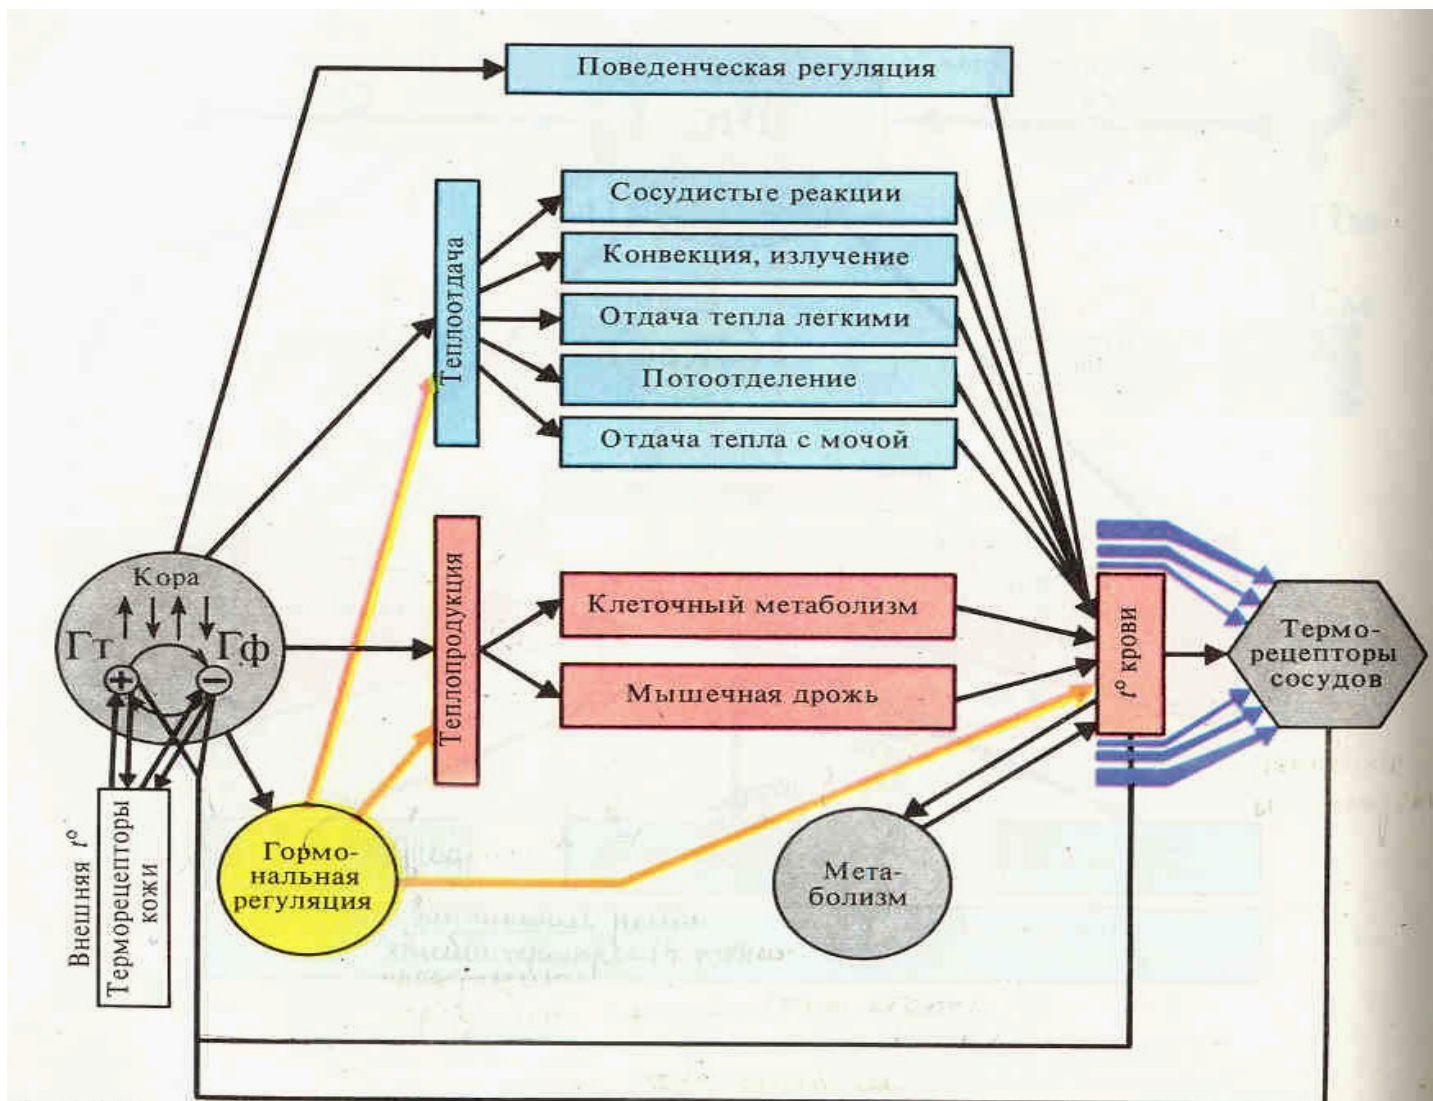 Поведенческая регуляция
Теплоотдача
Сосудистые реакции
Конвекция, излучение
Отдача тепла легкими
Потоотделение
Отдача тепла с мочой
Кора
Гт
Гф
+
−
Теплопродукция
Клеточный метаболизм
Мышечная дрожь
t° крови
Термо-
рецепторы
сосудов
Внешняя t°
Терморецепторы
кожи
Гормо-
нальная
регуляция
Мета-
болизм